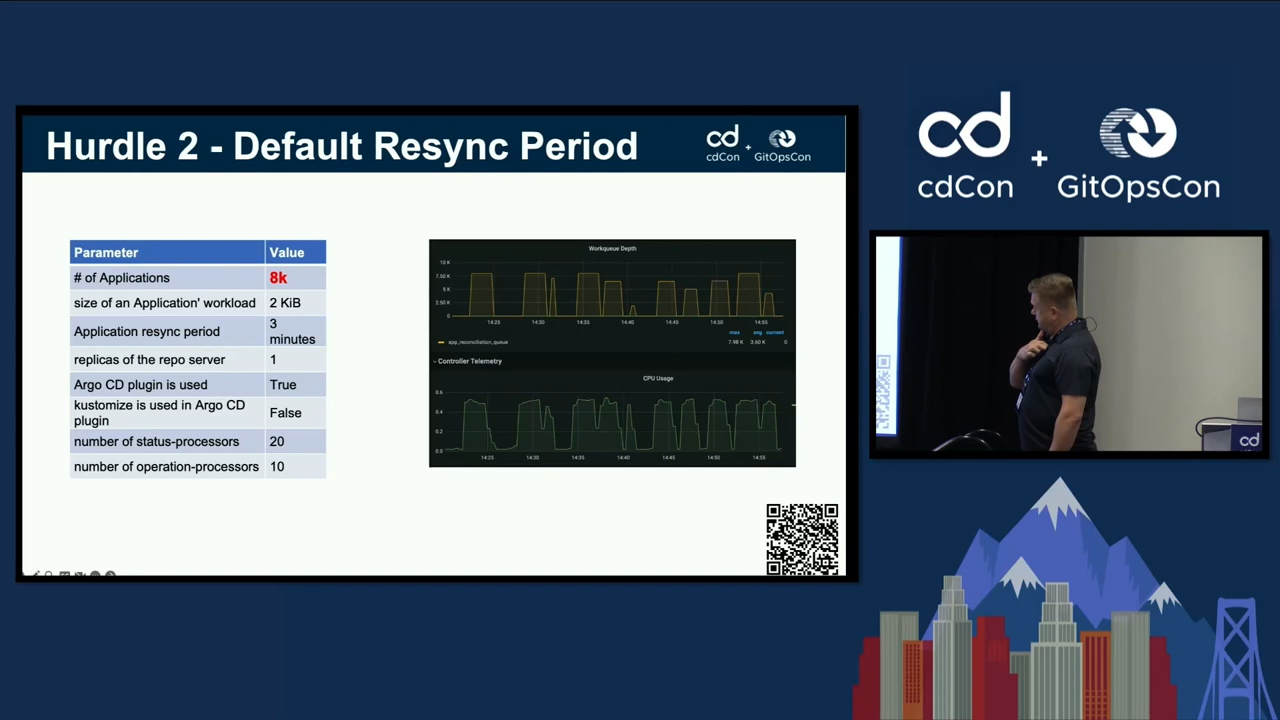 Hurdle 2 - Default Resync Period
cd
cdCon
+
GitOpsCon
Parameter Value
# of Applications 8k
size of an Application' workload 2 KiB
Application resync period 3
minutes
replicas of the repo server 1
Argo CD plugin is used True
kustomize is used in Argo CD
plugin False
number of status-processors 20
number of operation-processors 10
Workqueue Depth
10 K
7.50 K
5 K
2.50 K
0
14:25 14:30 14:35 14:40 14:45 14:50 14:55
max avg current
app_reconciliation_queue 7.98 K 3.60 K 0
Controller Telemetry
CPU Usage
0.6
0.4
0.2
0.0
14:25 14:30 14:35 14:40 14:45 14:50 14:55
cd
cdCon
+
GitOpsCon
cd